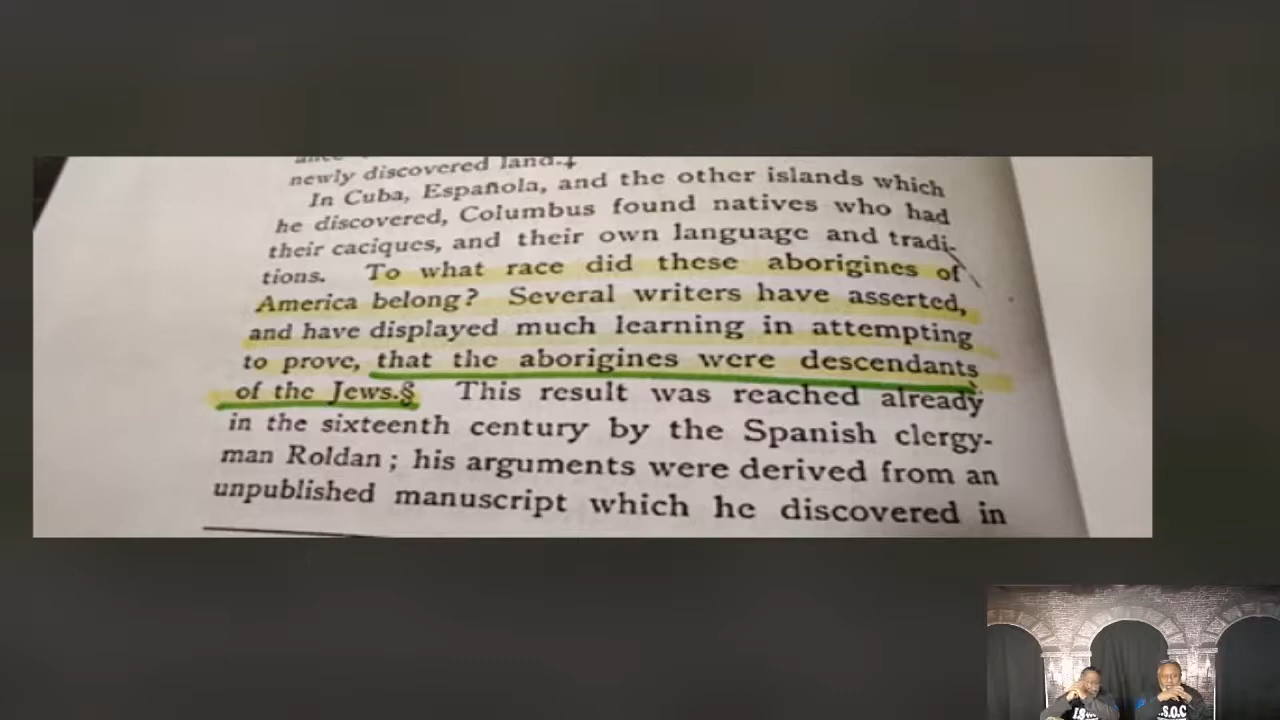 newly discovered land.‡
In Cuba, Española, and the other islands which
he discovered, Columbus found natives who had
their caciques, and their own language and tradi-
tions. To what race did these aborigines of
America belong? Several writers have asserted,
and have displayed much learning in attempting
to prove, that the aborigines were descendants
of the Jews.§ This result was reached already
in the sixteenth century by the Spanish clergy-
man Roldan; his arguments were derived from an
unpublished manuscript which he discovered in